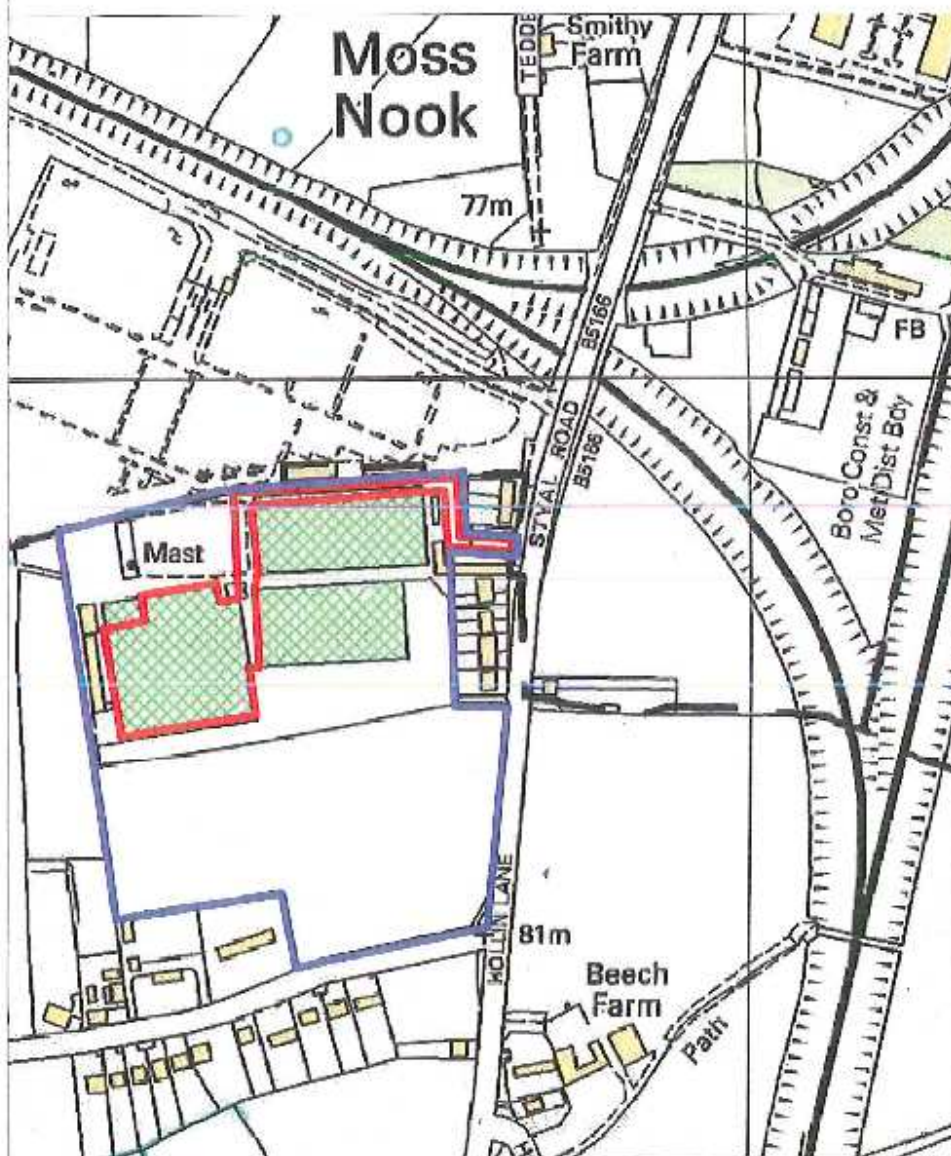 Moss
Nook
TEDDE
Smithy
Farm
77m
B5166
FB
STYAL ROAD
B5166
Boro Const &
Met Dist Bdy
Mast
HOLLIN LANE
81m
Beech
Farm
Path